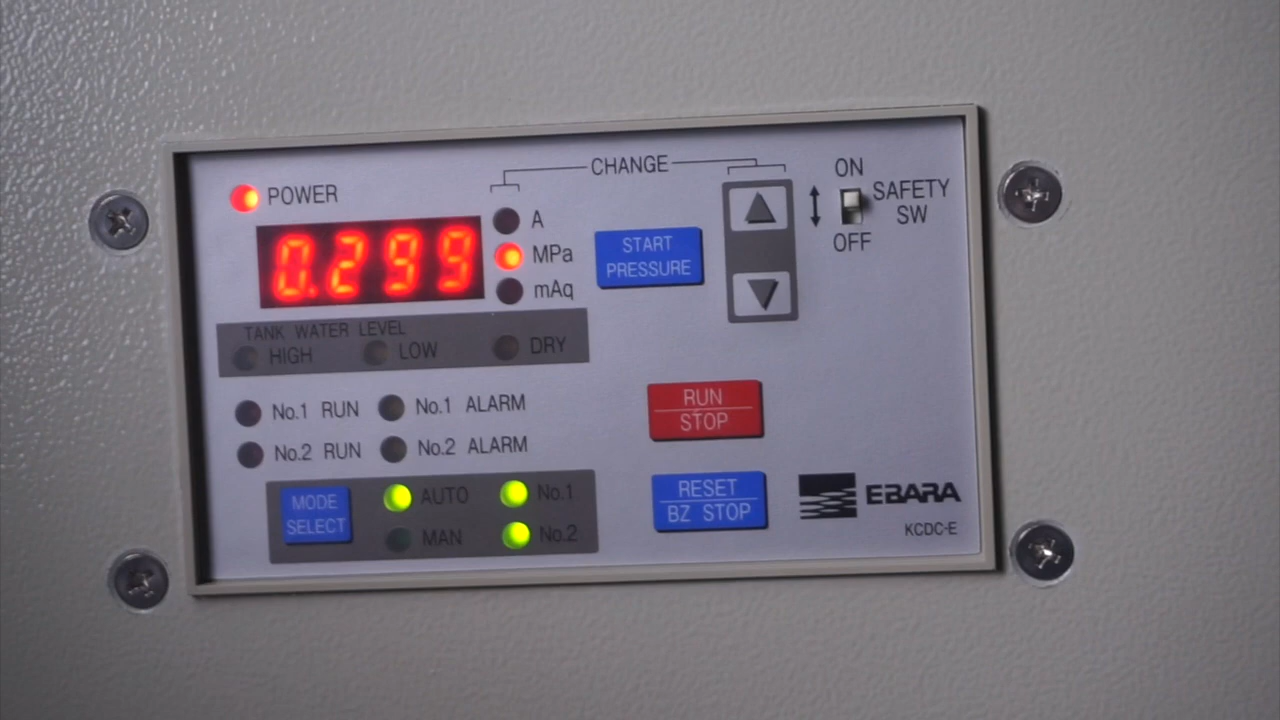 CHANGE
ON
POWER
A
SAFETY
SW
OFF
0.299
MPa
mAq
START
PRESSURE
TANK WATER LEVEL
HIGH
LOW
DRY
No.1 RUN
No.1 ALARM
No.2 RUN
No.2 ALARM
RUN
STOP
MODE
SELECT
AUTO
No.1
MAN
No.2
RESET
BZ STOP
EBARA
KCDC-E